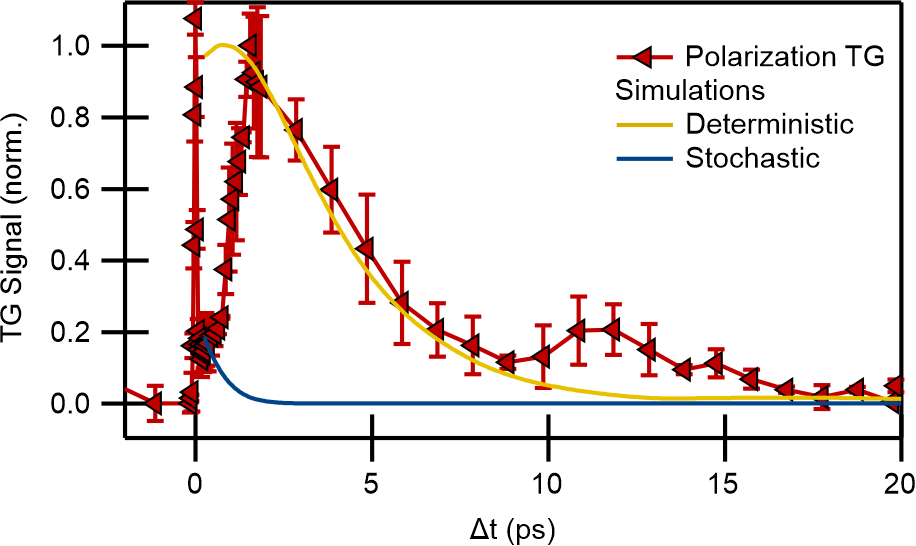 1.0
0.8
0.6
0.4
0.2
0.0
TG Signal (norm.)
Polarization TG
Simulations
Deterministic
Stochastic
0 5 10 15 20
Δt (ps)